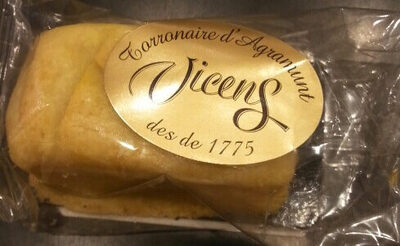 Torronaire d'Agramunt
Vicens
des de 1775